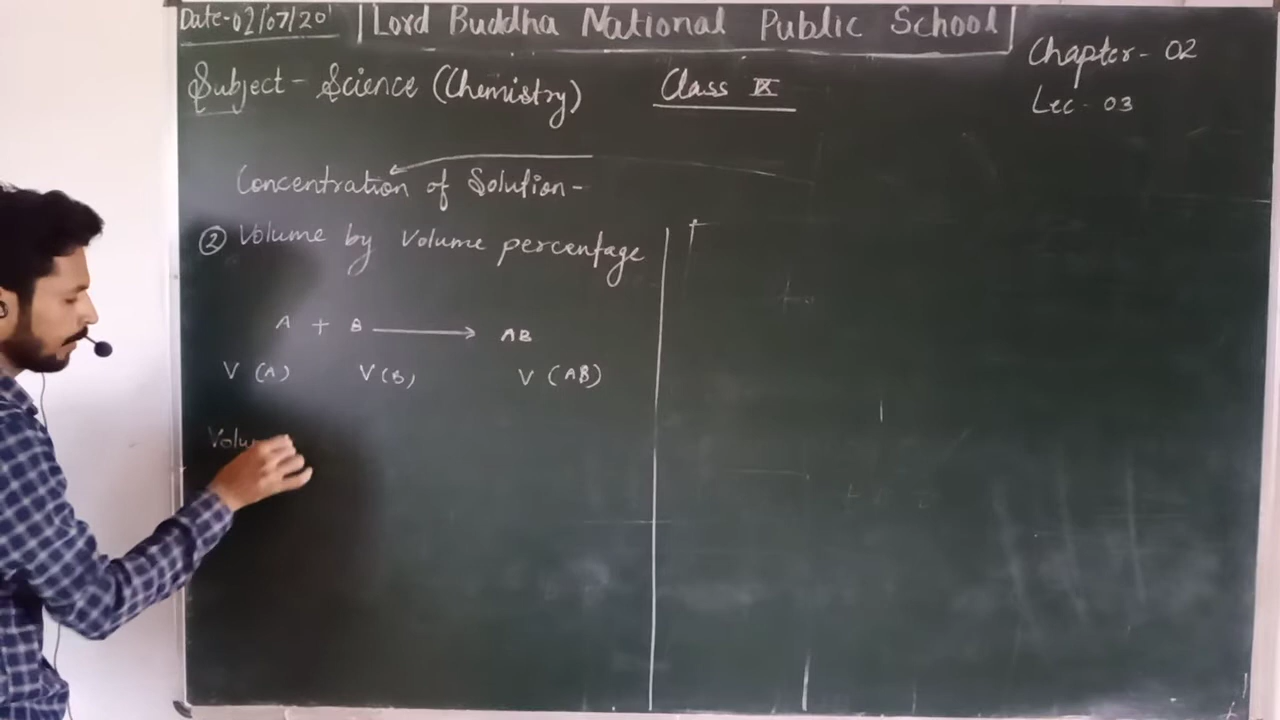 Date-02/07/20
Lord Buddha National Public School
Chapter-02
Subject-Science (Chemistry)
Class IX
Lec-03
Concentration of Solution-
② Volume by Volume percentage
A + B → AB
V (A) V (B) V (AB)